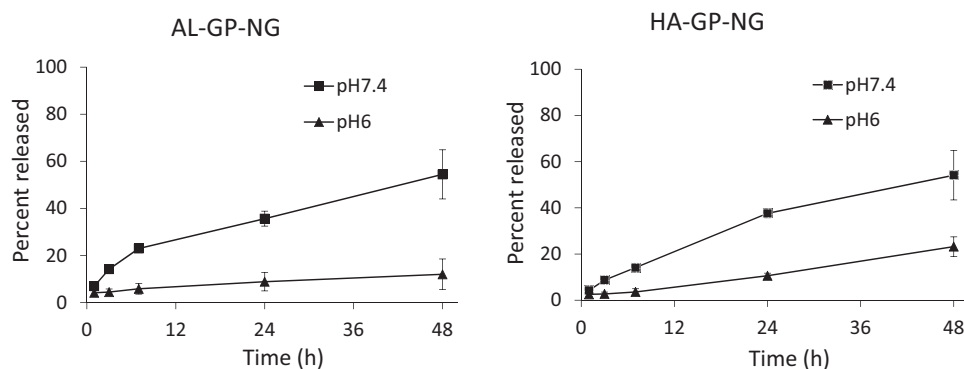 AL-GP-NG
100
80
60
40
20
0
Percent released
pH7.4
pH6
0 12 24 36 48
Time (h)
HA-GP-NG
100
80
60
40
20
0
Percent released
pH7.4
pH6
0 12 24 36 48
Time (h)